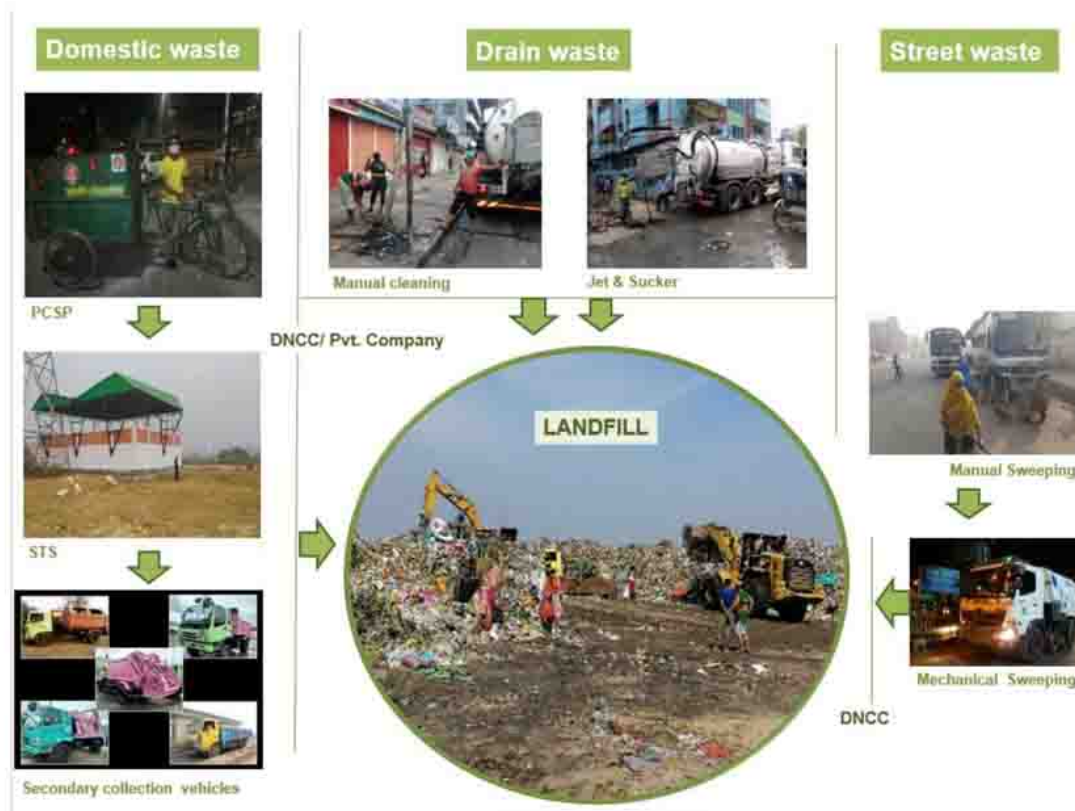 Domestic waste
Drain waste
Street waste
Manual cleaning
Jet & Sucker
PCSP
DNCC/ Pvt. Company
LANDFILL
Manual Sweeping
STS
Mechanical Sweeping
DNCC
Secondary collection vehicles